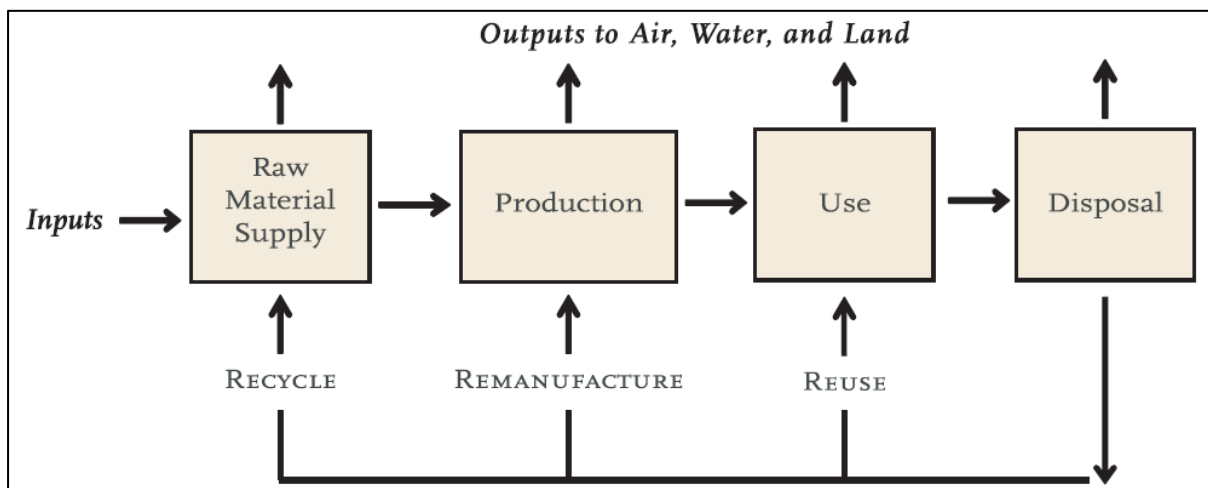 Outputs to Air, Water, and Land
Inputs
Raw
Material
Supply
Production
Use
Disposal
RECYCLE
REMANUFACTURE
REUSE